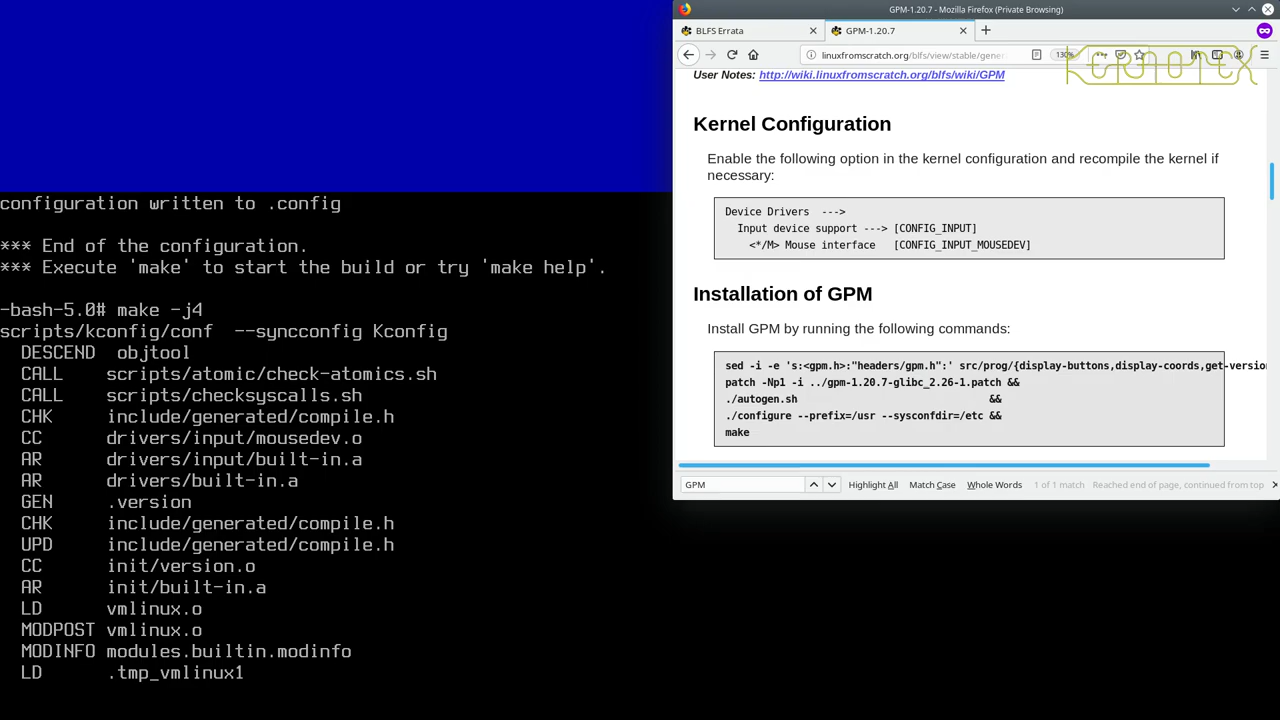 configuration written to .config
*** End of the configuration.
*** Execute 'make' to start the build or try 'make help'.
-bash-5.0# make -j4
scripts/kconfig/conf  --syncconfig Kconfig
DESCEND  objtool
CALL    scripts/atomic/check-atomics.sh
CALL    scripts/checksyscalls.sh
CHK     include/generated/compile.h
CC      drivers/input/mousedev.o
AR      drivers/input/built-in.a
AR      drivers/built-in.a
GEN     .version
CHK     include/generated/compile.h
UPD     include/generated/compile.h
CC      init/version.o
AR      init/built-in.a
LD      vmlinux.o
MODPOST vmlinux.o
MODINFO modules.builtin.modinfo
LD      .tmp_vmlinux1
GPM-1.20.7 - Mozilla Firefox (Private Browsing)
BLFS Errata
GPM-1.20.7
linuxfromscratch.org/blfs/view/stable/gene
130%
KERNOTEX
User Notes: http://wiki.linuxfromscratch.org/blfs/wiki/GPM
Kernel Configuration
Enable the following option in the kernel configuration and recompile the kernel if
necessary:
Device Drivers  --->
Input device support ---> [CONFIG_INPUT]
<*/M> Mouse interface   [CONFIG_INPUT_MOUSEDEV]
Installation of GPM
Install GPM by running the following commands:
sed -i -e 's:<gpm.h>:"headers/gpm.h":' src/prog/{display-buttons,display-coords,get-version
patch -Np1 -i ../gpm-1.20.7-glibc_2.26-1.patch &&
./autogen.sh                                &&
./configure --prefix=/usr --sysconfdir=/etc &&
make
GPM
Highlight All
Match Case
Whole Words
1 of 1 match
Reached end of page, continued from top